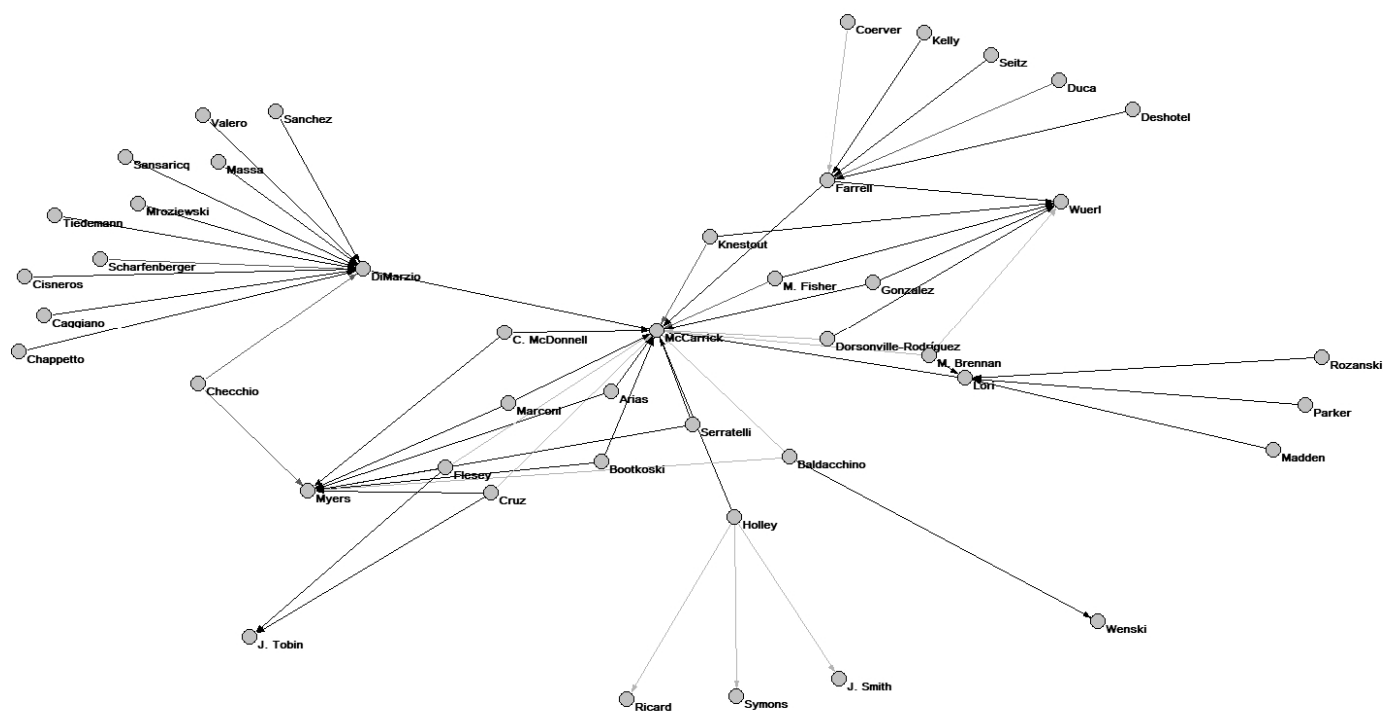 Coerver
Kelly
Seitz
Duca
Deshotel
Sanchez
Valero
Massa
Sansaricq
Farrell
Wuerl
Mroziewski
Tiedemann
Knestout
Scharfenberger
DiMarzio
Cisneros
M. Fisher
Gonzalez
Caggiano
McCarrick
C. McDonnell
Dorsonville-Rodríguez
Chappetto
M. Brennan
Rozanski
Lori
Checchio
Arias
Marconi
Parker
Serratelli
Madden
Baldacchino
Bootkoski
Flesey
Myers
Cruz
Holley
Wenski
J. Tobin
J. Smith
Symons
Ricard